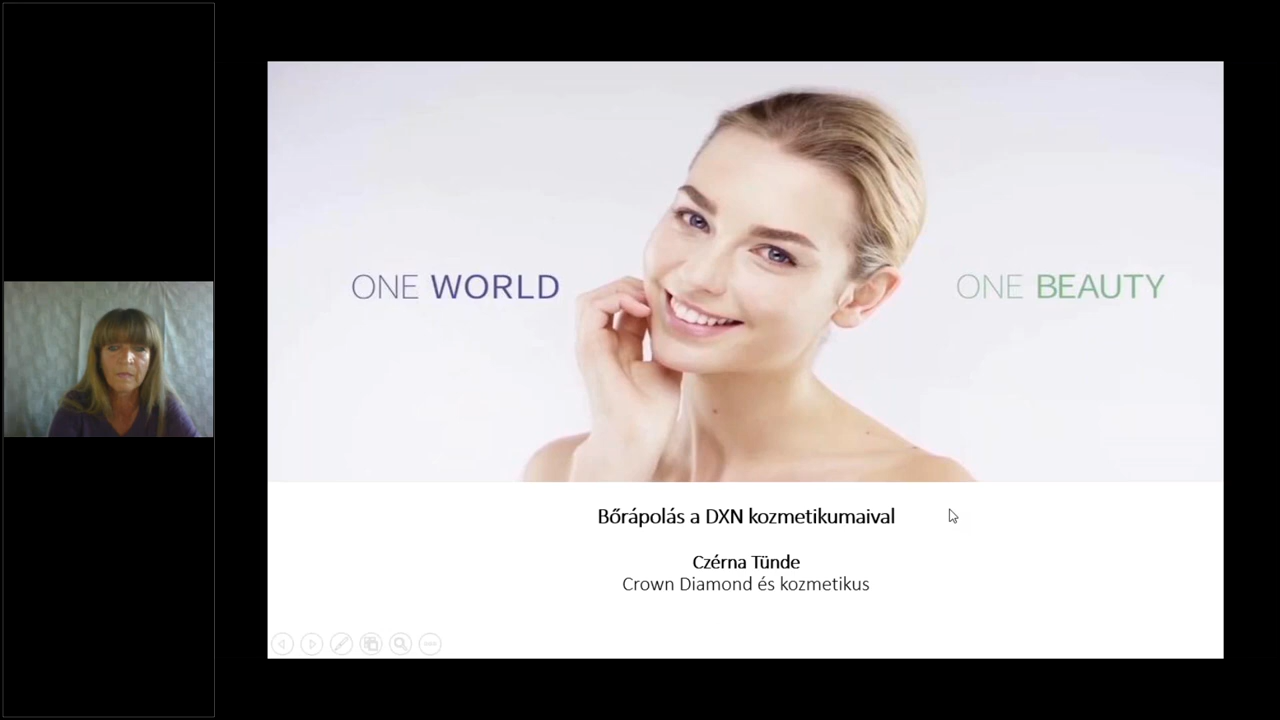 ONE WORLD
ONE BEAUTY
Bőrápolás a DXN kozmetikumaival
Czérna Tünde
Crown Diamond és kozmetikus